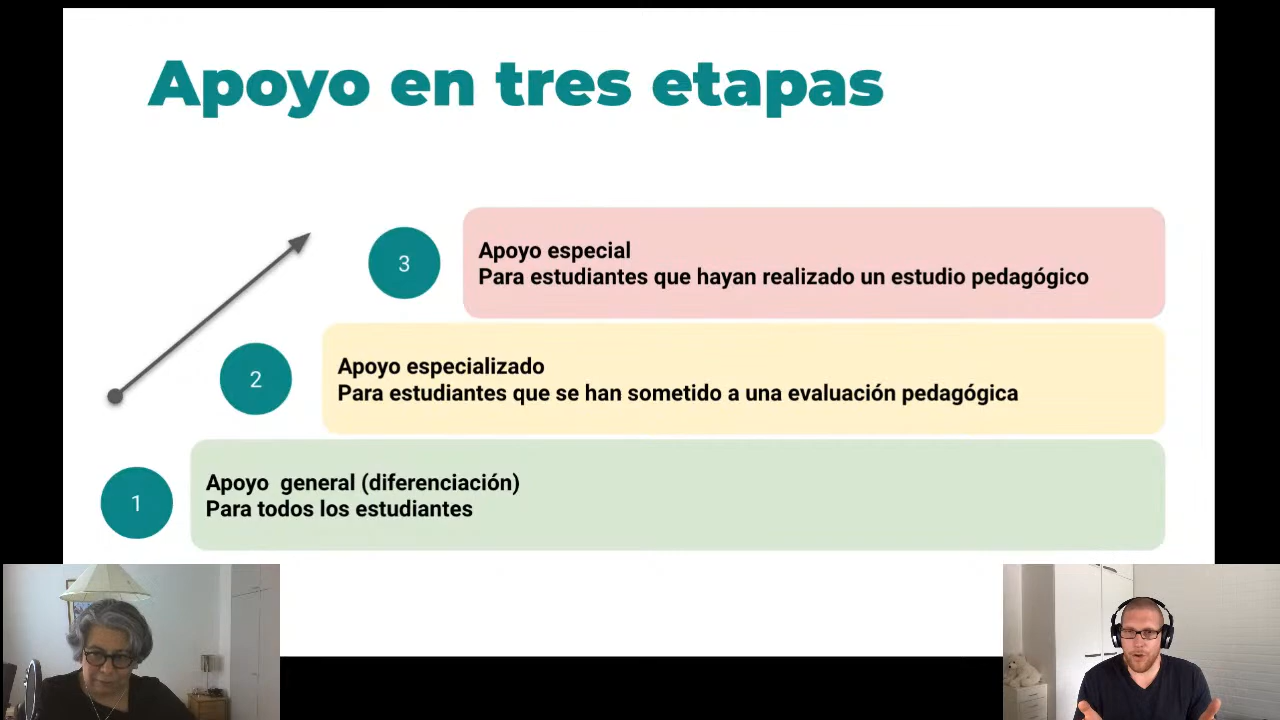 Apoyo en tres etapas
3
Apoyo especial
Para estudiantes que hayan realizado un estudio pedagógico
2
Apoyo especializado
Para estudiantes que se han sometido a una evaluación pedagógica
1
Apoyo  general (diferenciación)
Para todos los estudiantes